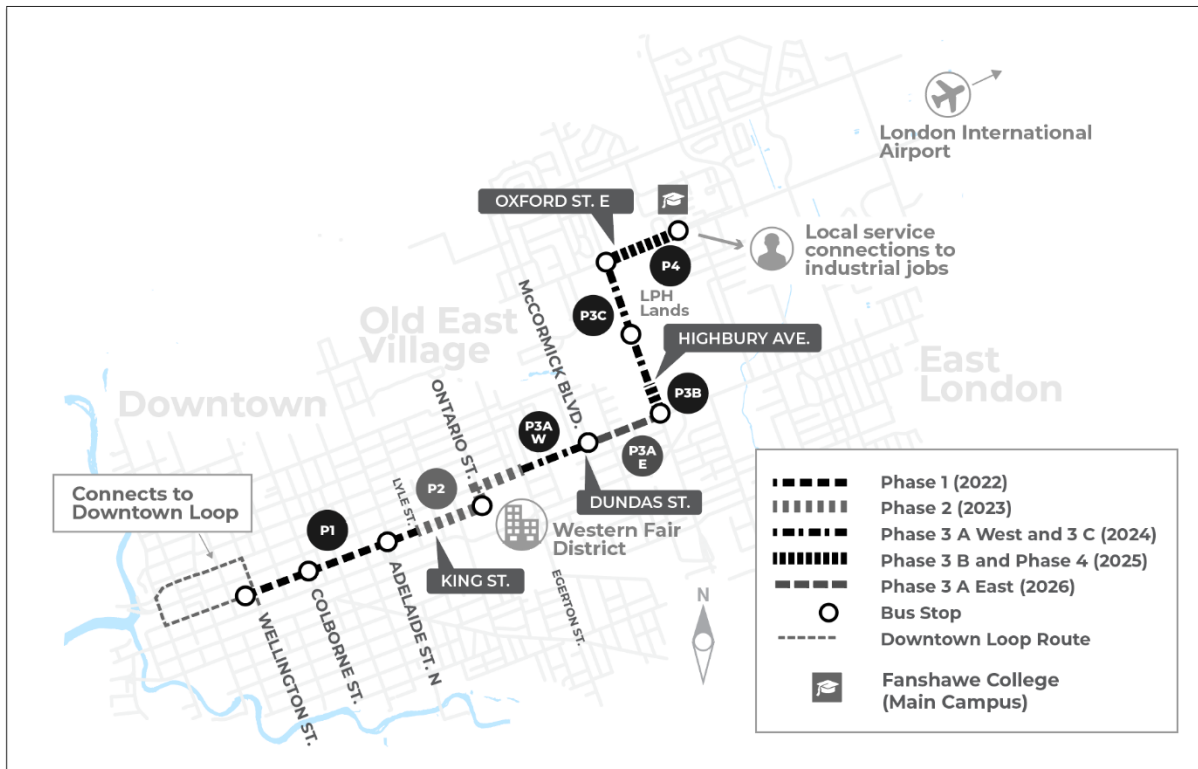 London International
Airport
OXFORD ST. E
Local service
connections to
industrial jobs
P4
LPH
Lands
P3C
McCORMICK BLVD.
Old East
Village
HIGHBURY AVE.
East
London
P3B
Downtown
ONTARIO ST.
P3A
W
P3A
E
DUNDAS ST.
P2
LYLE ST.
Western Fair
District
Connects to
Downtown Loop
P1
KING ST.
EGERTON ST.
ADELAIDE ST. N
COLBORNE ST.
WELLINGTON ST.
N
Phase 1 (2022)
Phase 2 (2023)
Phase 3 A West and 3 C (2024)
Phase 3 B and Phase 4 (2025)
Phase 3 A East (2026)
Bus Stop
Downtown Loop Route
Fanshawe College
(Main Campus)